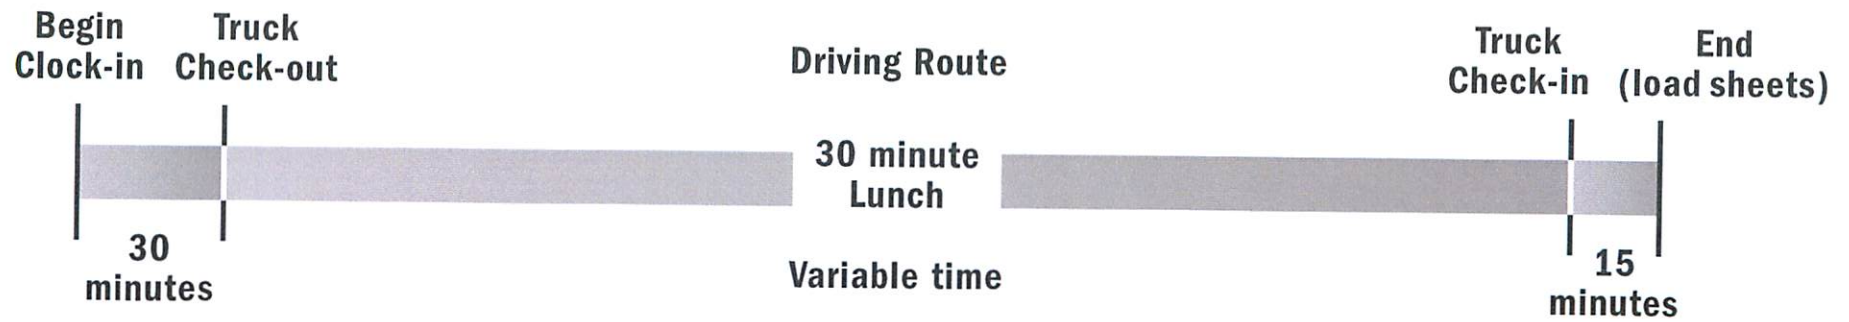 Begin
Clock-in
Truck
Check-out
Driving Route
Truck
Check-in
End
(load sheets)
30 minute
Lunch
30
minutes
Variable time
15
minutes